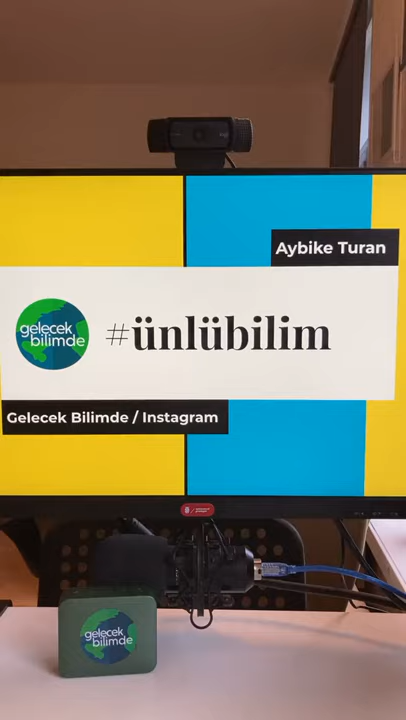 Aybike Turan
gelecek
bilimde
#ünlübilim
Gelecek Bilimde / Instagram
gelecek
bilimde